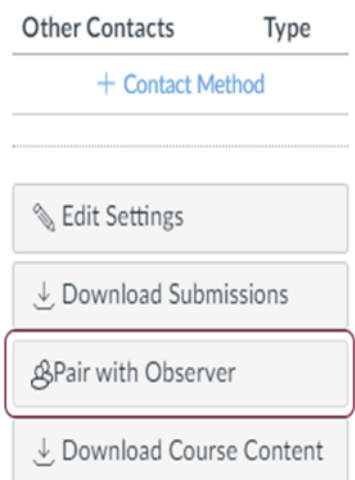 Other Contacts Type
+ Contact Method
Edit Settings
Download Submissions
Pair with Observer
Download Course Content